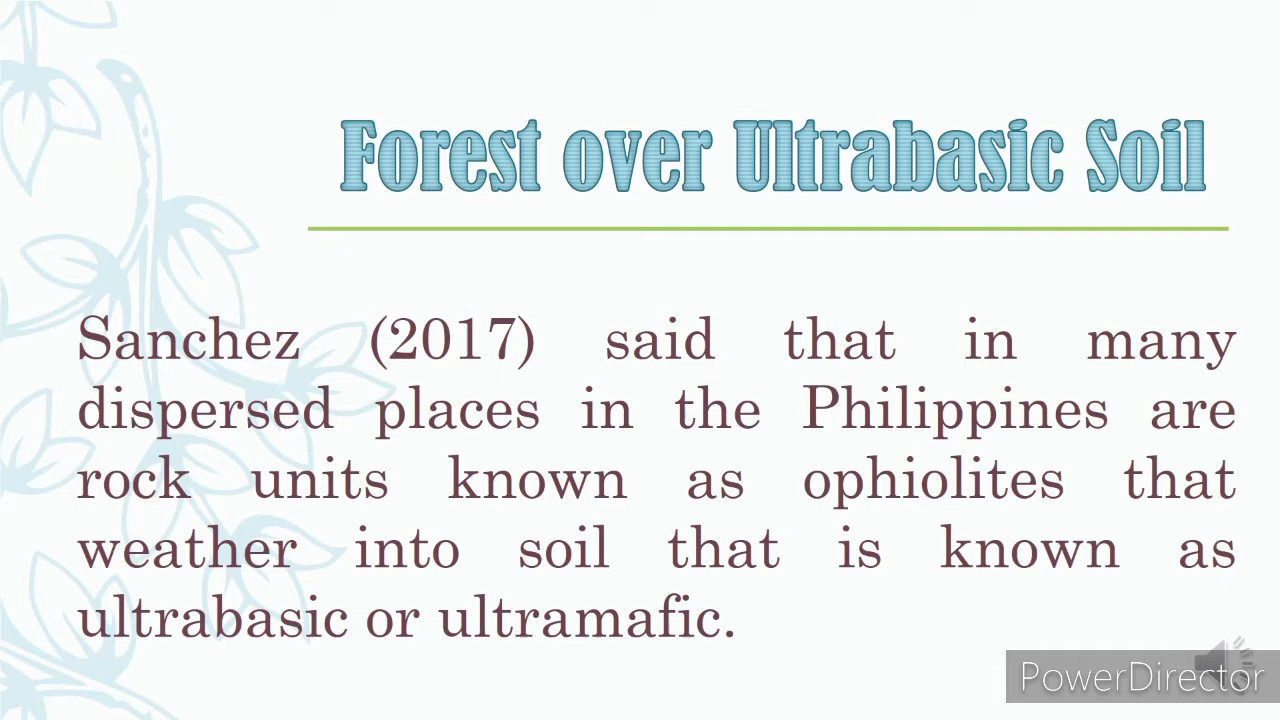 Forest over Ultrabasic Soil
Sanchez (2017) said that in many
dispersed places in the Philippines are
rock units known as ophiolites that
weather into soil that is known as
ultrabasic or ultramafic.
PowerDirector